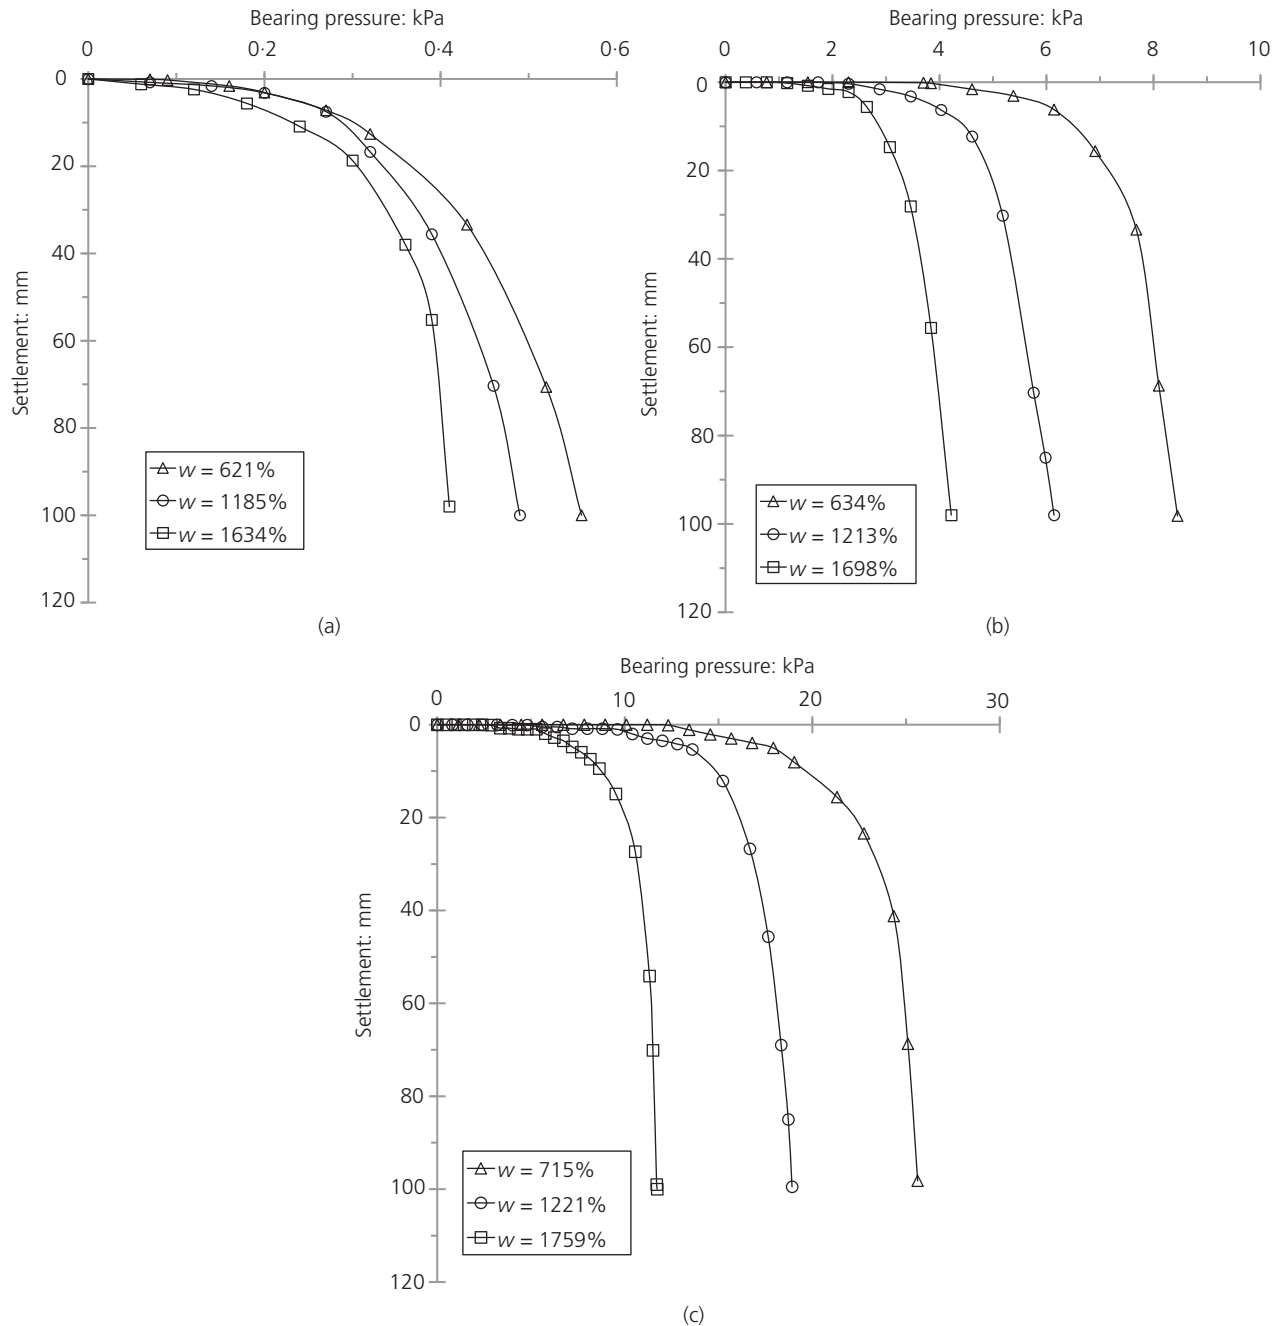 Bearing pressure: kPa
0 0·2 0·4 0·6
0
20
40
60
80
100
120
Settlement: mm
w = 621%
w = 1185%
w = 1634%
(a)
Bearing pressure: kPa
0 2 4 6 8 10
0
20
40
60
80
100
120
Settlement: mm
w = 634%
w = 1213%
w = 1698%
(b)
Bearing pressure: kPa
0 10 20 30
0
20
40
60
80
100
120
Settlement: mm
w = 715%
w = 1221%
w = 1759%
(c)